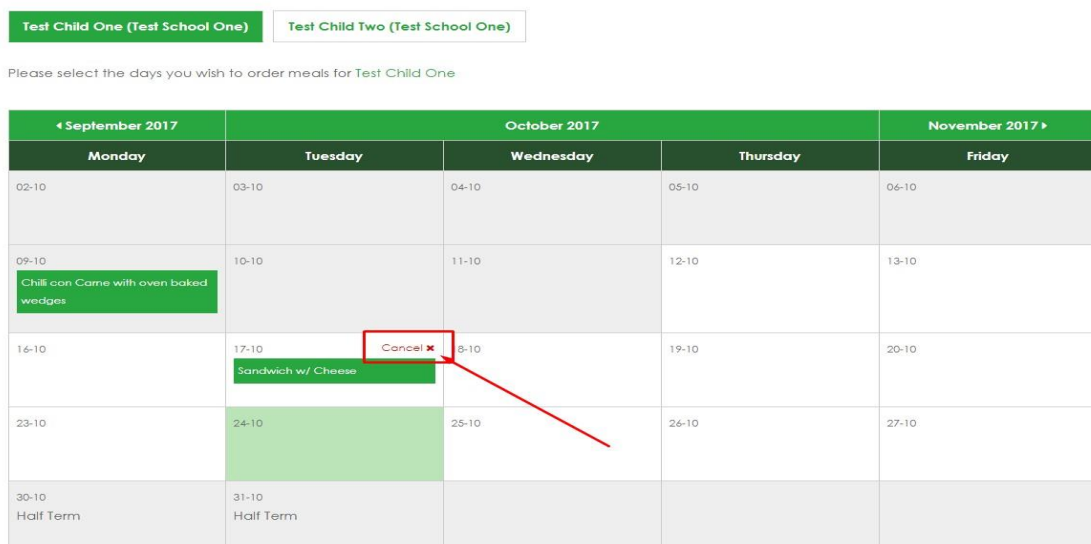 Test Child One (Test School One) Test Child Two (Test School One)
Please select the days you wish to order meals for Test Child One
September 2017 October 2017 November 2017
Monday Tuesday Wednesday Thursday Friday
02-10 03-10 04-10 05-10 06-10
09-10 10-10 11-10 12-10 13-10
Chilli con Carne with oven baked
wedges
16-10 17-10 Cancel 8-10 19-10 20-10
Sandwich w/ Cheese
23-10 24-10 25-10 26-10 27-10
30-10 31-10
Half Term Half Term